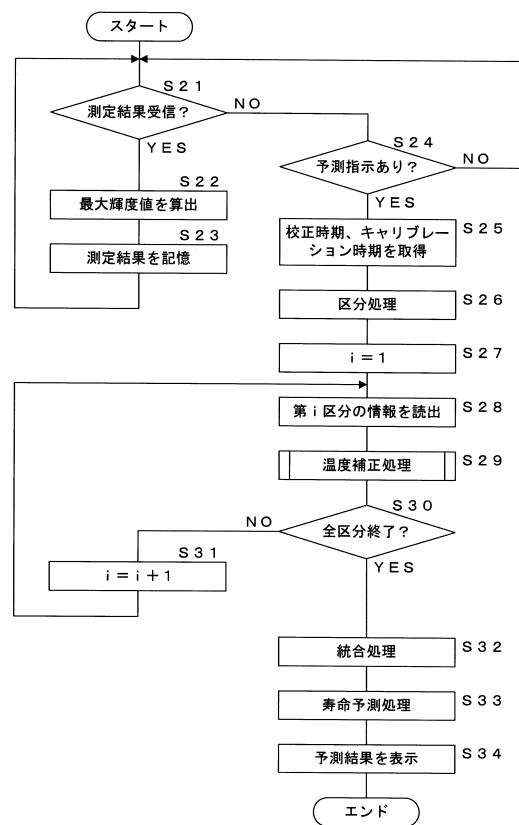 スタート
S21
測定結果受信？
NO
YES
S24
予測指示あり？
NO
YES
S22
最大輝度値を算出
S23
測定結果を記憶
S25
校正時期、キャリブレー
ション時期を取得
S26
区分処理
S27
i＝1
S28
第i区分の情報を読出
S29
温度補正処理
S30
全区分終了？
NO
YES
S31
i＝i＋1
S32
統合処理
S33
寿命予測処理
S34
予測結果を表示
エンド